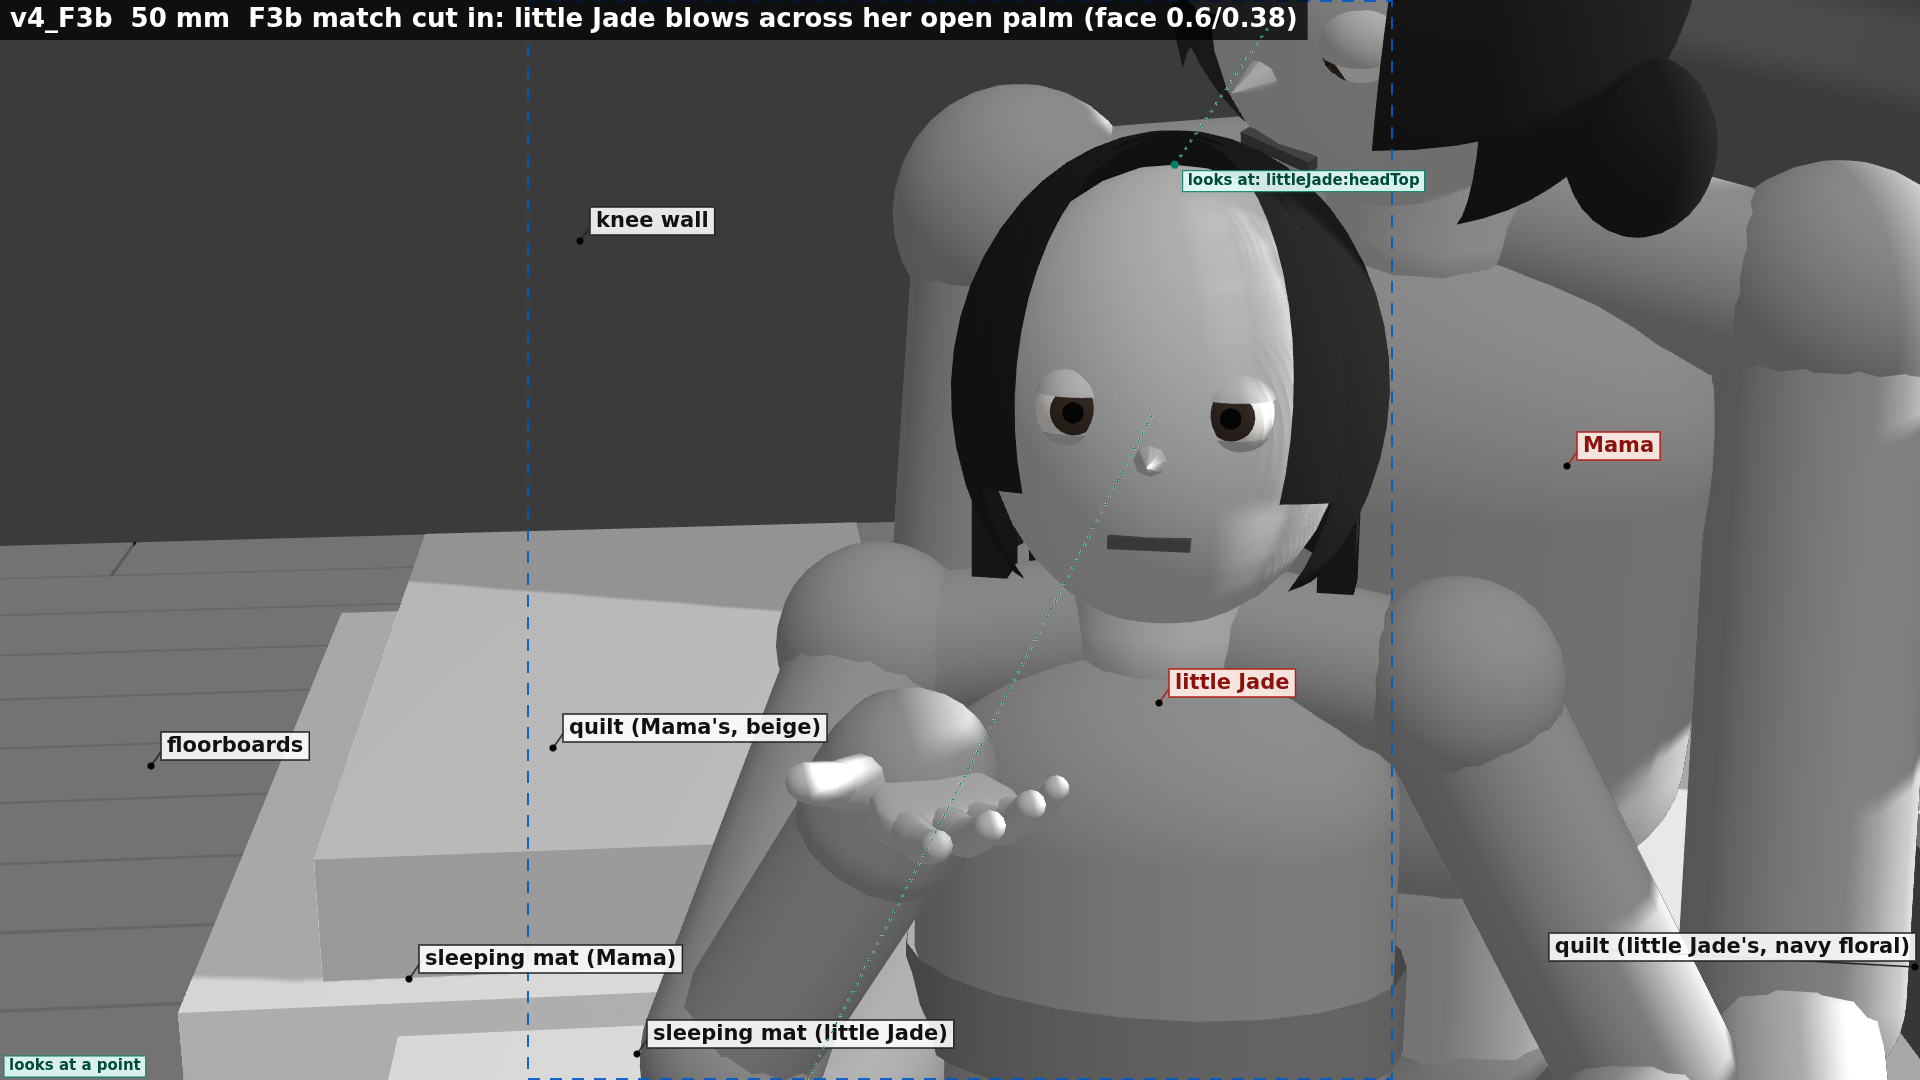 v4_F3b  50 mm  F3b match cut in: little Jade blows across her open palm (face 0.6/0.38)
looks at: littleJade:headTop
knee wall
Mama
little Jade
quilt (Mama's, beige)
floorboards
quilt (little Jade's, navy floral)
sleeping mat (Mama)
sleeping mat (little Jade)
looks at a point